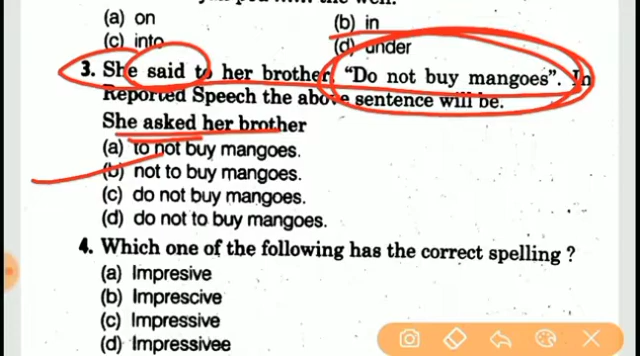 (a) on (b) in
(c) into (d) under
3. She said to her brother, "Do not buy mangoes". In
Reported Speech the above sentence will be.
She asked her brother
(a) to not buy mangoes.
(b) not to buy mangoes.
(c) do not buy mangoes.
(d) do not to buy mangoes.
4. Which one of the following has the correct spelling ?
(a) Impresive
(b) Imprescive
(c) Impressive
(d) Impressivee